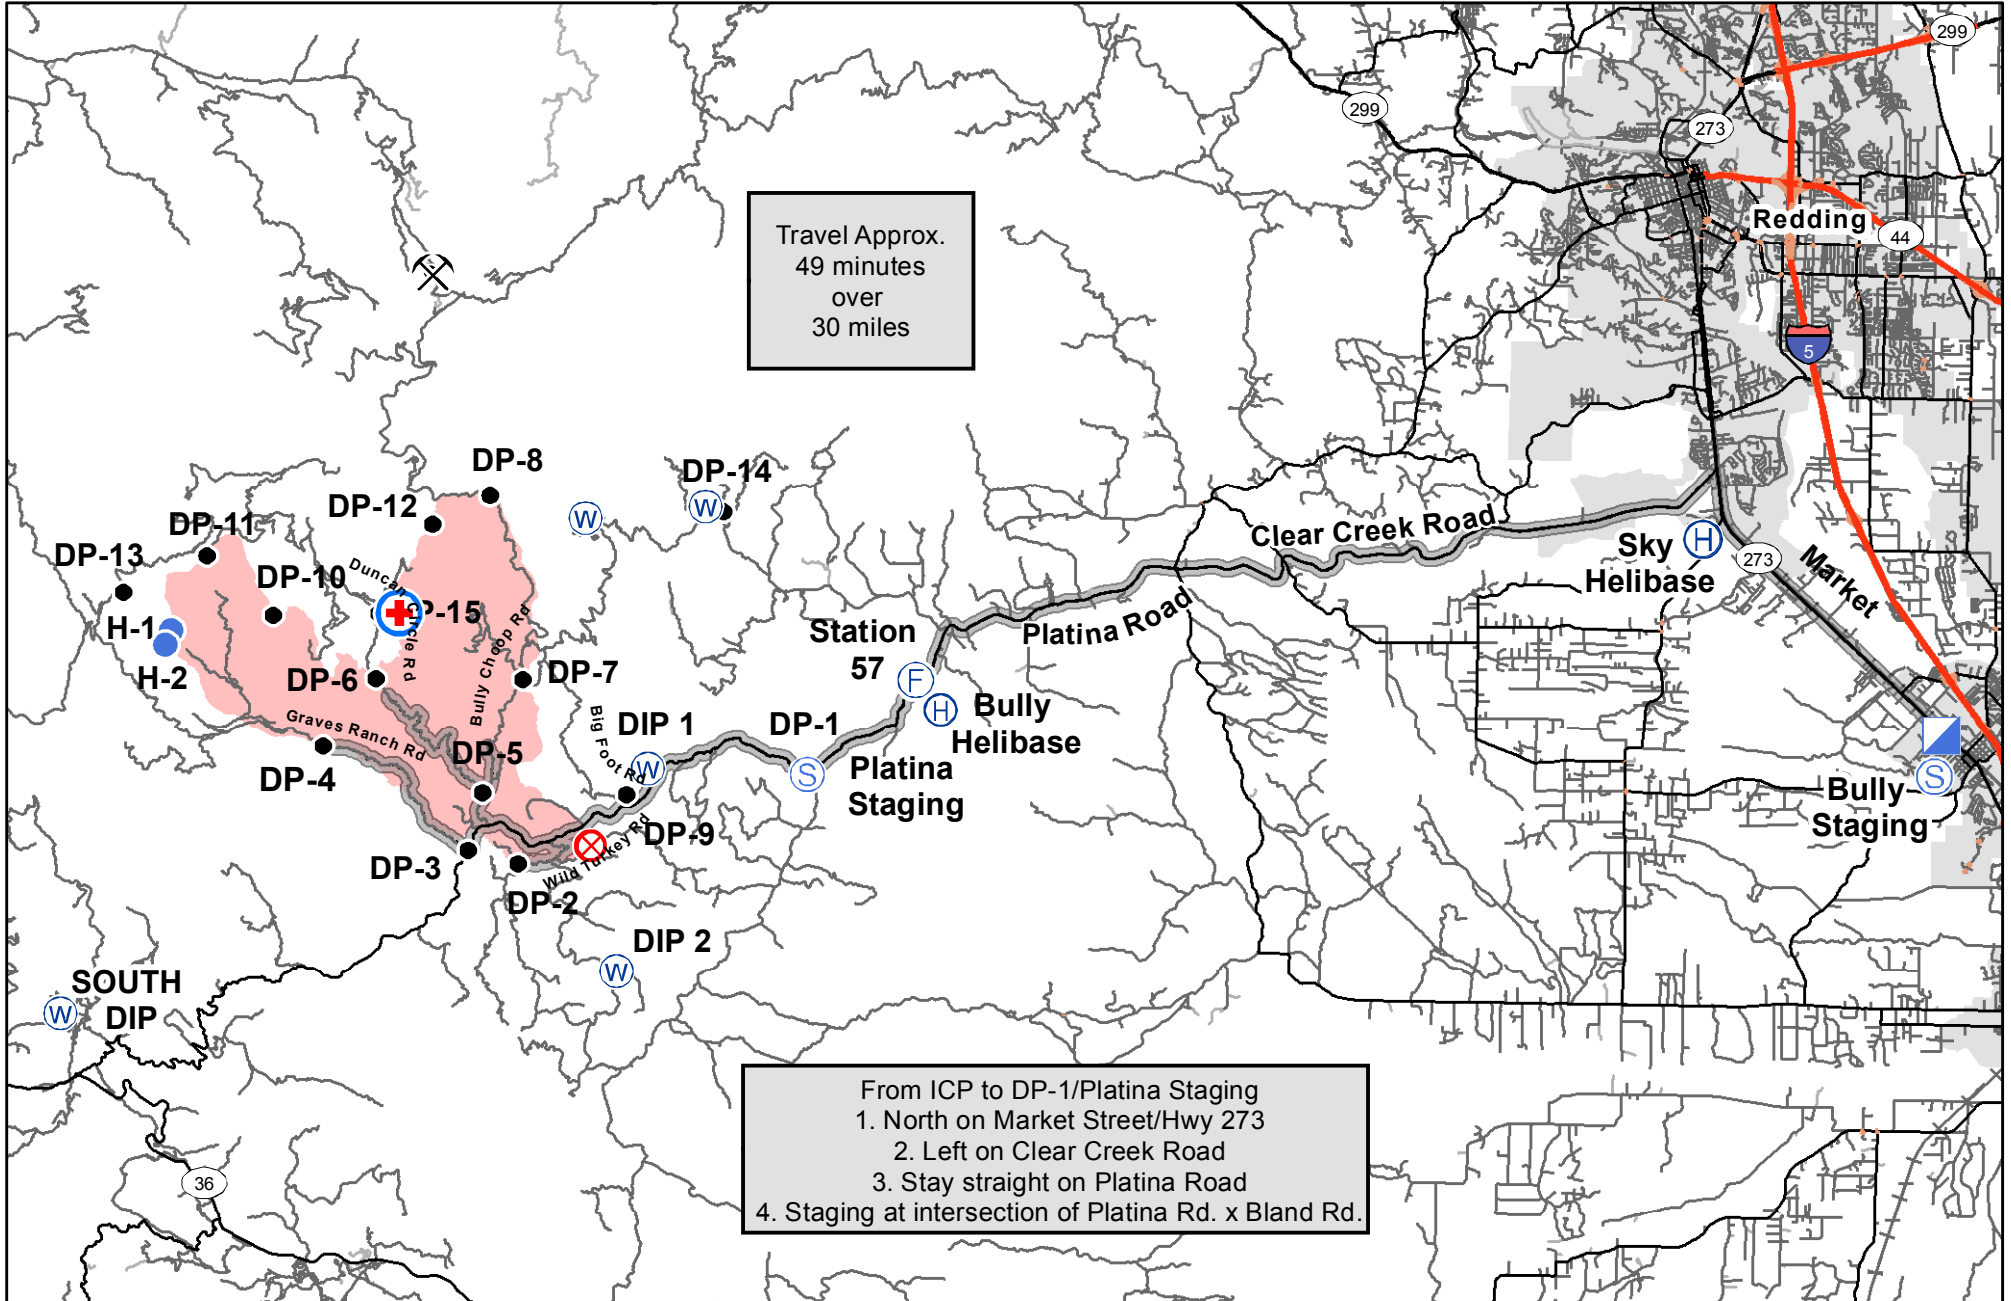 299
299
273
Redding
44
Travel Approx.
49 minutes
over
30 miles
5
DP-8
DP-14
W
W
DP-12
DP-11
DP-13
DP-10
Duncan Circle Rd
P-15
H-1
H-2
DP-6
Bully Choop Rd
DP-7
Graves Ranch Rd
Big Foot Rd
DP-5
DP-4
DIP 1
W
DP-1
S
Platina
Staging
Station
57
F
H
Bully
Helibase
Platina Road
Clear Creek Road
Sky
Helibase
H
273
Market
Bully
Staging
S
DP-3
DP-2
Wild Turkey Rd
DP-9
DIP 2
W
SOUTH
DIP
W
36
From ICP to DP-1/Platina Staging
1. North on Market Street/Hwy 273
2. Left on Clear Creek Road
3. Stay straight on Platina Road
4. Staging at intersection of Platina Rd. x Bland Rd.